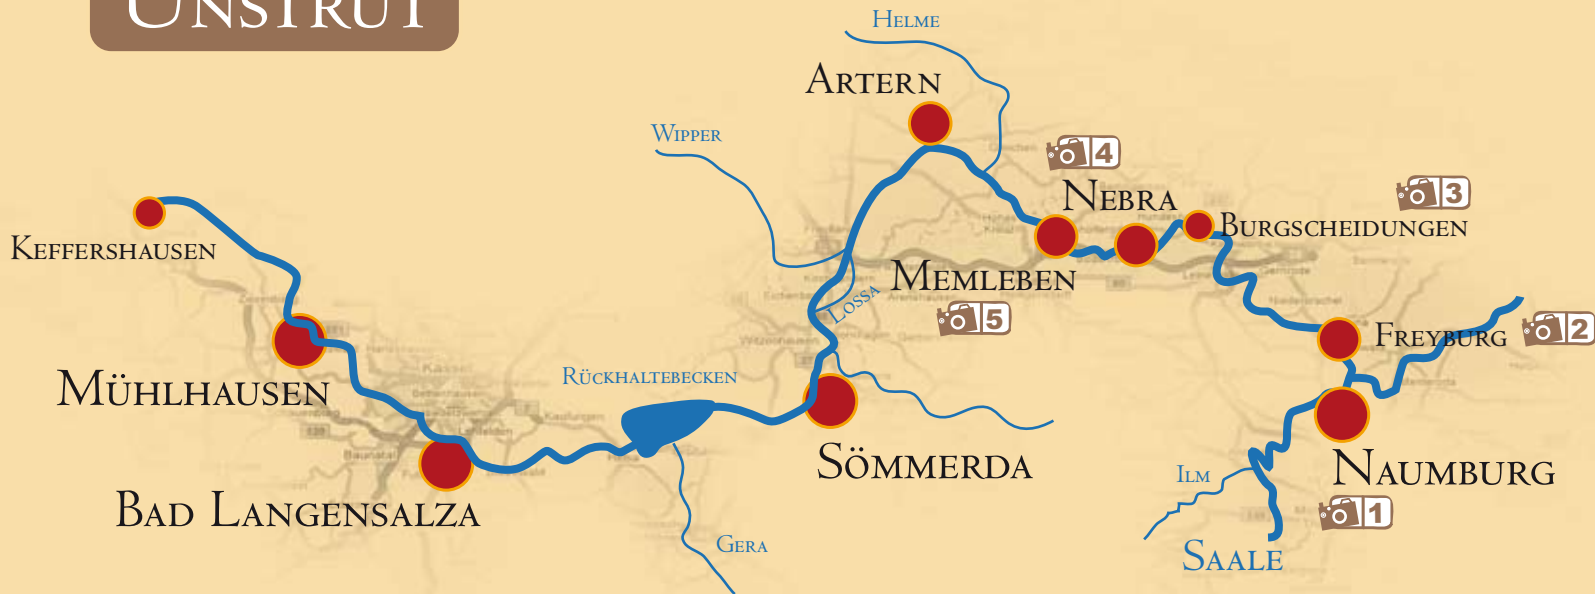 UNSTRUT
HELME
ARTERN
WIPPER
4
NEBRA
3
BURGSCHEIDUNGEN
KEFFERSHAUSEN
MEMLEBEN
LOSSA
5
FREYBURG
2
RÜCKHALTEBECKEN
MÜHLHAUSEN
SÖMMERDA
NAUMBURG
ILM
1
BAD LANGENSALZA
GERA
SAALE